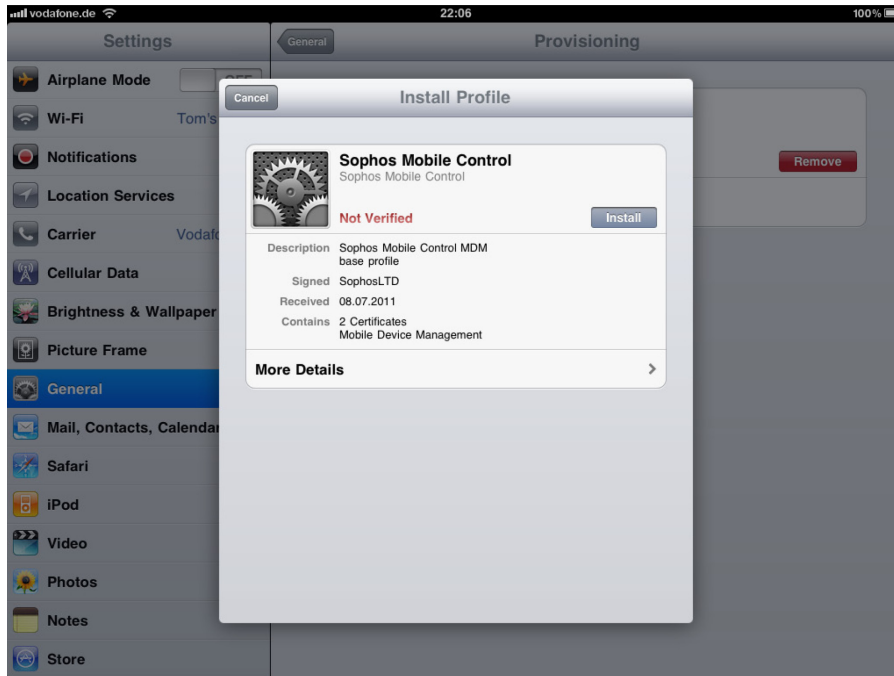 vodafone.de 22:06 100%
Settings
General
Provisioning
Airplane Mode
Wi-Fi Tom's
Notifications
Location Services
Carrier
Cellular Data
Brightness & Wallpaper
Picture Frame
General
Mail, Contacts,
Safari
iPod
Video
Photos
Notes
Store
Cancel
Install Profile
Sophos Mobile Control
Sophos Mobile Control
Not Verified Install
Description Sophos Mobile Control MDM
base profile
Signed SophosLTD
Received 08.07.2011
Contains 2 Certificates
Mobile Device Management
More Details
Remove